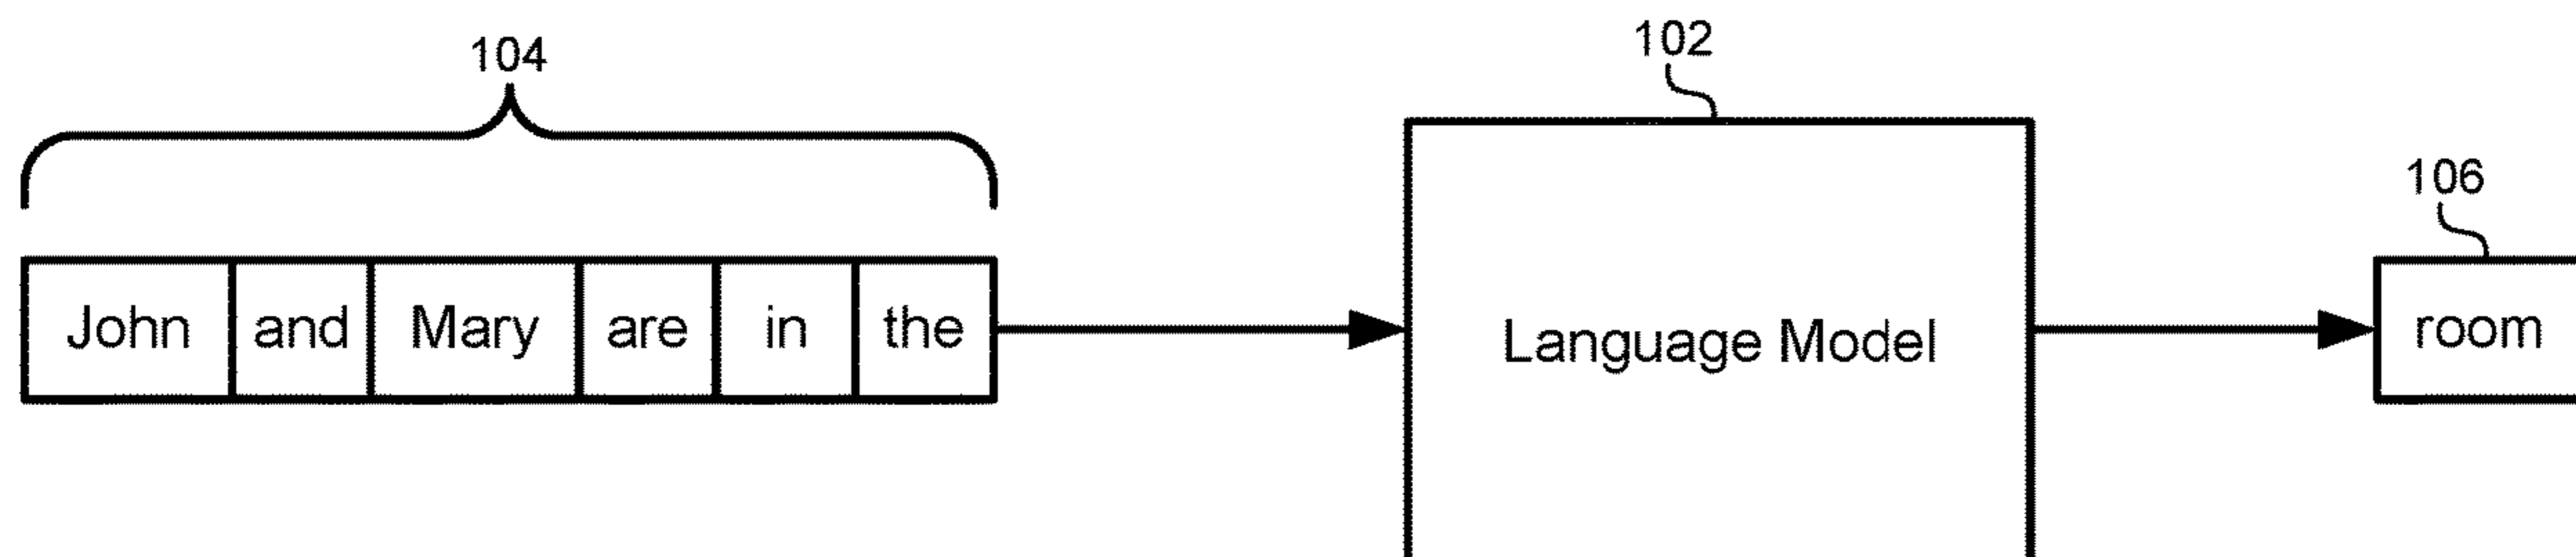 104
102
106
John and Mary are in the
Language Model
room